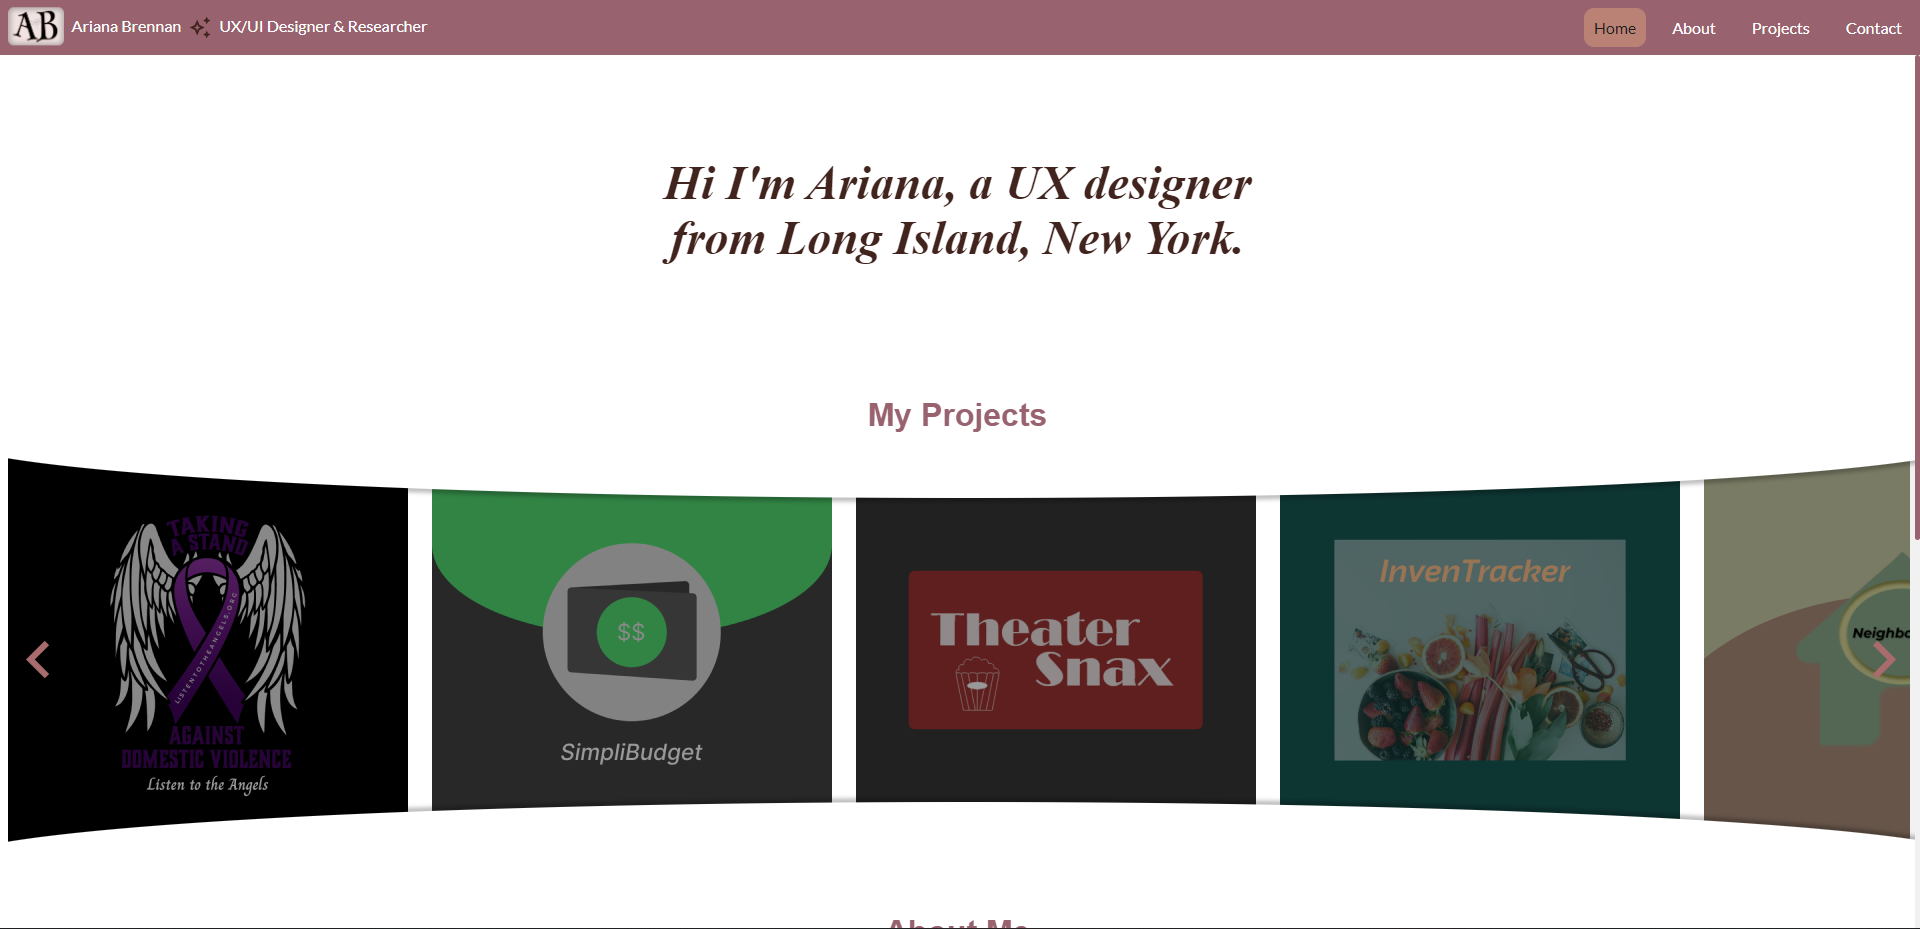 AB Ariana Brennan UX/UI Designer & Researcher Home About Projects Contact
Hi I'm Ariana, a UX designer
from Long Island, New York.
My Projects
TAKING
A STAND
LISTENTOTHEANGELS.ORG
AGAINST
DOMESTIC VIOLENCE
Listen to the Angels
$$
SimpliBudget
Theater
Snax
InvenTracker
Neighbo
About Me